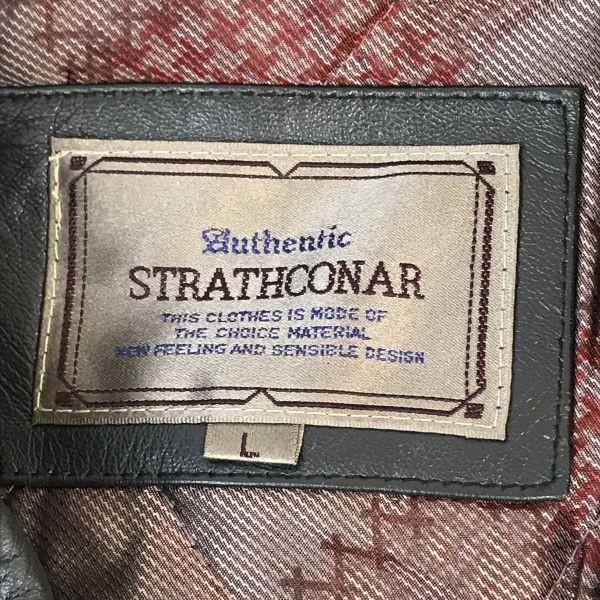 Authentic
STRATHCONAR
THIS CLOTHES IS MODE OF
THE CHOICE MATERIAL
NEW FEELING AND SENSIBLE DESIGN
L